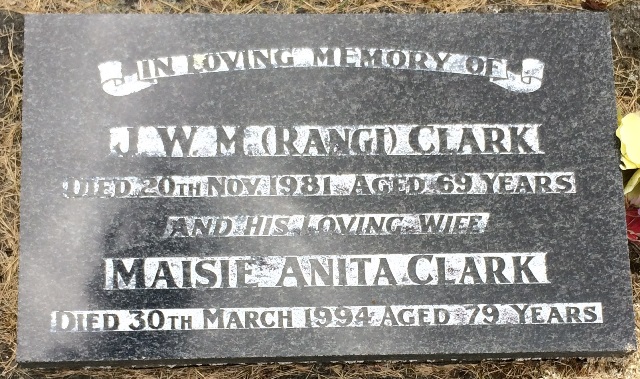 IN LOVING MEMORY OF
J. W. M. (RANGI) CLARK
DIED 20TH NOV. 1981 AGED 69 YEARS
AND HIS LOVING WIFE
MAISIE ANITA CLARK
DIED 30TH MARCH 1994 AGED 79 YEARS